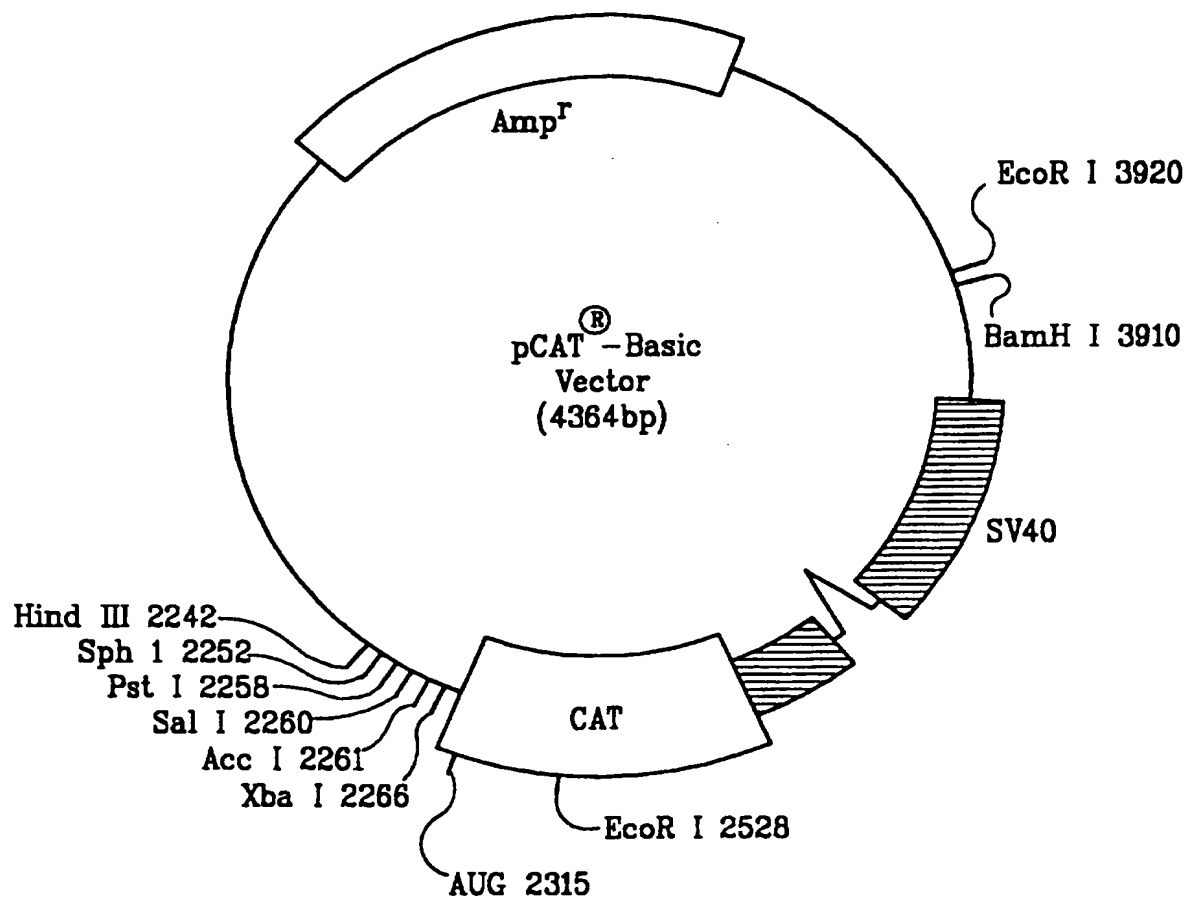 Ampʳ
EcoR I 3920
BamH I 3910
pCAT®-Basic
Vector
(4364bp)
SV40
Hind III 2242
Sph 1 2252
Pst I 2258
Sal I 2260
Acc I 2261
Xba I 2266
CAT
EcoR I 2528
AUG 2315